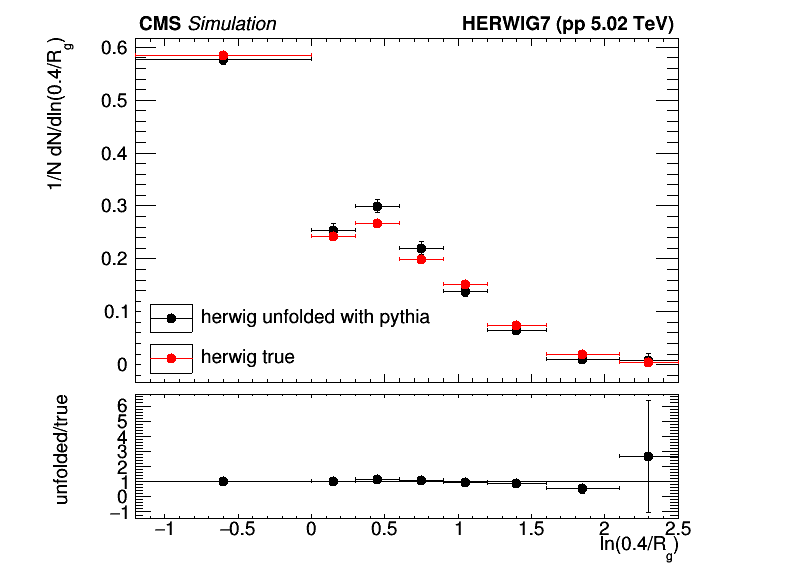 CMS Simulation HERWIG7 (pp 5.02 TeV)
1/N dN/dln(0.4/R_g)
0.6
0.5
0.4
0.3
0.2
0.1
0
herwig unfolded with pythia
herwig true
unfolded/true
6
5
4
3
2
1
0
−1
−1 −0.5 0 0.5 1 1.5 2 2.5
ln(0.4/R_g)